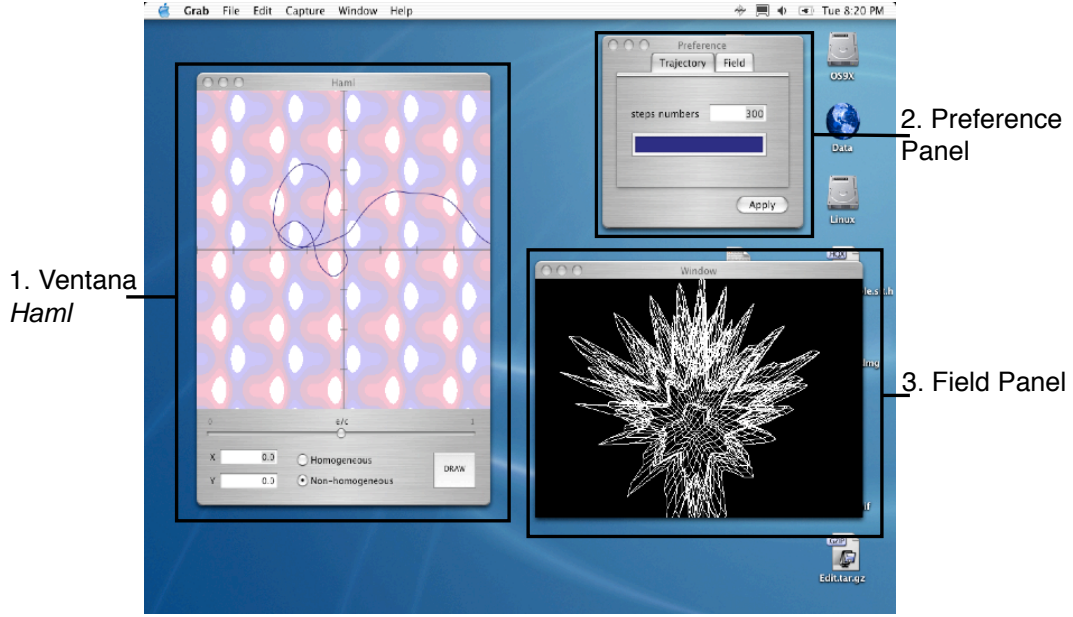 Grab File Edit Capture Window Help
Tue 8:20 PM
1. Ventana
Haml
Haml
0 e/c 1
X 0.0
Homogeneous
Y 0.0
Non-homogeneous
DRAW
Preference
Trajectory Field
steps numbers 300
Apply
2. Preference
Panel
Window
3. Field Panel
OS9X
Data
Linux
GZIP
Edit.tar.gz